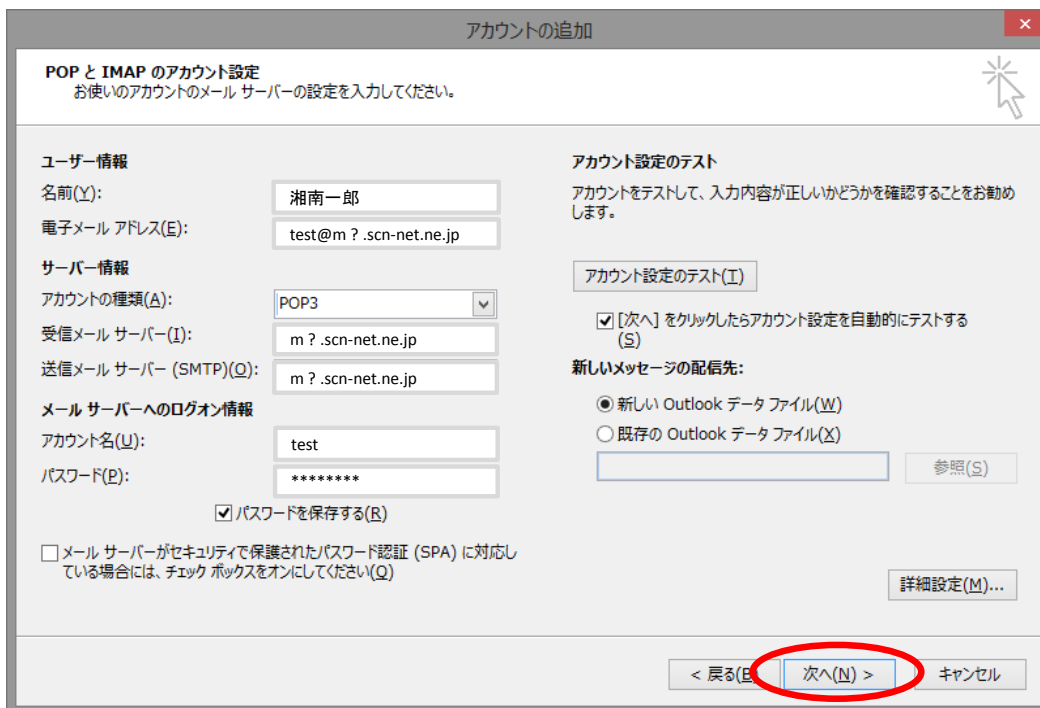 アカウントの追加
×
POP と IMAP のアカウント設定
お使いのアカウントのメール サーバーの設定を入力してください。
ユーザー情報
名前(Y):
湘南一郎
電子メール アドレス(E):
test@m ? .scn-net.ne.jp
サーバー情報
アカウントの種類(A):
POP3
受信メール サーバー(I):
m ? .scn-net.ne.jp
送信メール サーバー (SMTP)(O):
m ? .scn-net.ne.jp
メール サーバーへのログオン情報
アカウント名(U):
test
パスワード(P):
********
パスワードを保存する(R)
メール サーバーがセキュリティで保護されたパスワード認証 (SPA) に対応し
ている場合には、チェック ボックスをオンにしてください(Q)
アカウント設定のテスト
アカウントをテストして、入力内容が正しいかどうかを確認することをお勧め
します。
アカウント設定のテスト(T)
[次へ] をクリックしたらアカウント設定を自動的にテストする
(S)
新しいメッセージの配信先:
新しい Outlook データ ファイル(W)
既存の Outlook データ ファイル(X)
参照(S)
詳細設定(M)...
< 戻る(B)
次へ(N) >
キャンセル